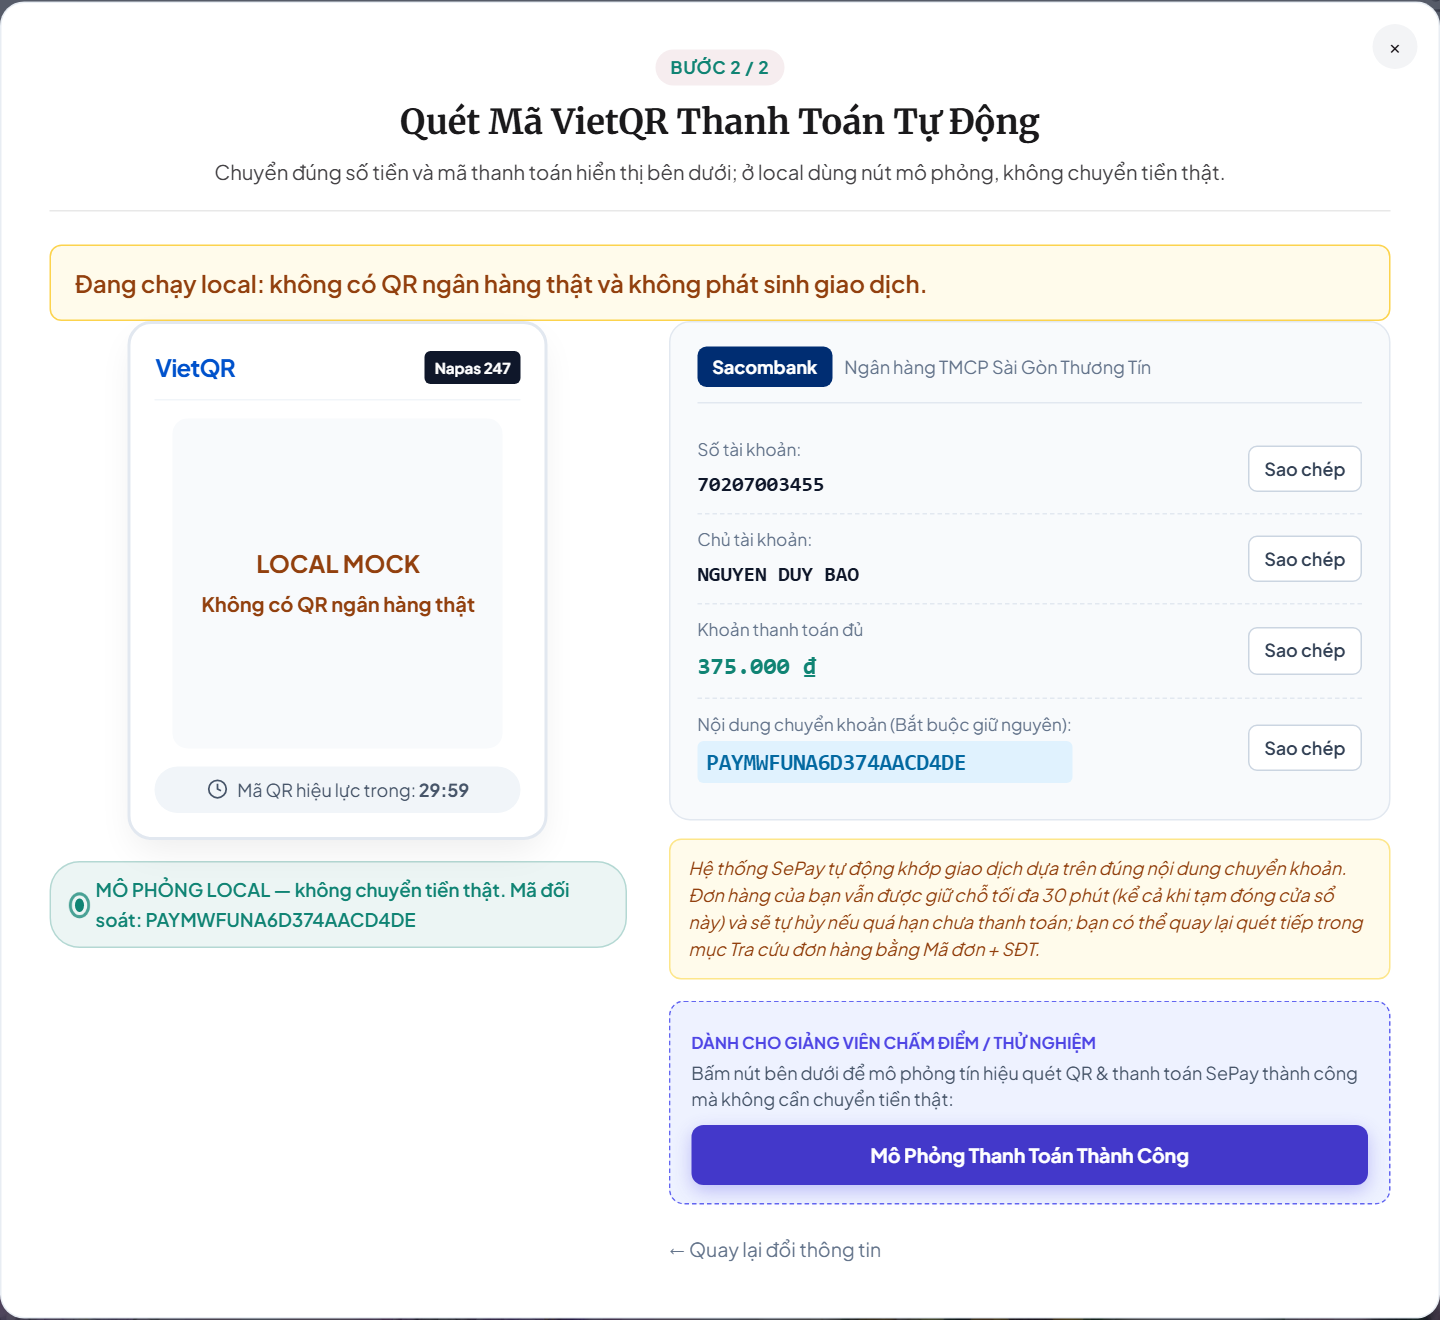 ×
BƯỚC 2 / 2
Quét Mã VietQR Thanh Toán Tự Động
Chuyển đúng số tiền và mã thanh toán hiển thị bên dưới; ở local dùng nút mô phỏng, không chuyển tiền thật.
Đang chạy local: không có QR ngân hàng thật và không phát sinh giao dịch.
VietQR
Napas 247
LOCAL MOCK
Không có QR ngân hàng thật
Mã QR hiệu lực trong: 29:59
MÔ PHỎNG LOCAL — không chuyển tiền thật. Mã đối
soát: PAYMWFUNA6D374AACD4DE
Sacombank
Ngân hàng TMCP Sài Gòn Thương Tín
Số tài khoản:
70207003455
Sao chép
Chủ tài khoản:
NGUYEN DUY BAO
Sao chép
Khoản thanh toán đủ
375.000 ₫
Sao chép
Nội dung chuyển khoản (Bắt buộc giữ nguyên):
PAYMWFUNA6D374AACD4DE
Sao chép
Hệ thống SePay tự động khớp giao dịch dựa trên đúng nội dung chuyển khoản.
Đơn hàng của bạn vẫn được giữ chỗ tối đa 30 phút (kể cả khi tạm đóng cửa sổ
này) và sẽ tự hủy nếu quá hạn chưa thanh toán; bạn có thể quay lại quét tiếp trong
mục Tra cứu đơn hàng bằng Mã đơn + SĐT.
DÀNH CHO GIẢNG VIÊN CHẤM ĐIỂM / THỬ NGHIỆM
Bấm nút bên dưới để mô phỏng tín hiệu quét QR & thanh toán SePay thành công
mà không cần chuyển tiền thật:
Mô Phỏng Thanh Toán Thành Công
← Quay lại đổi thông tin